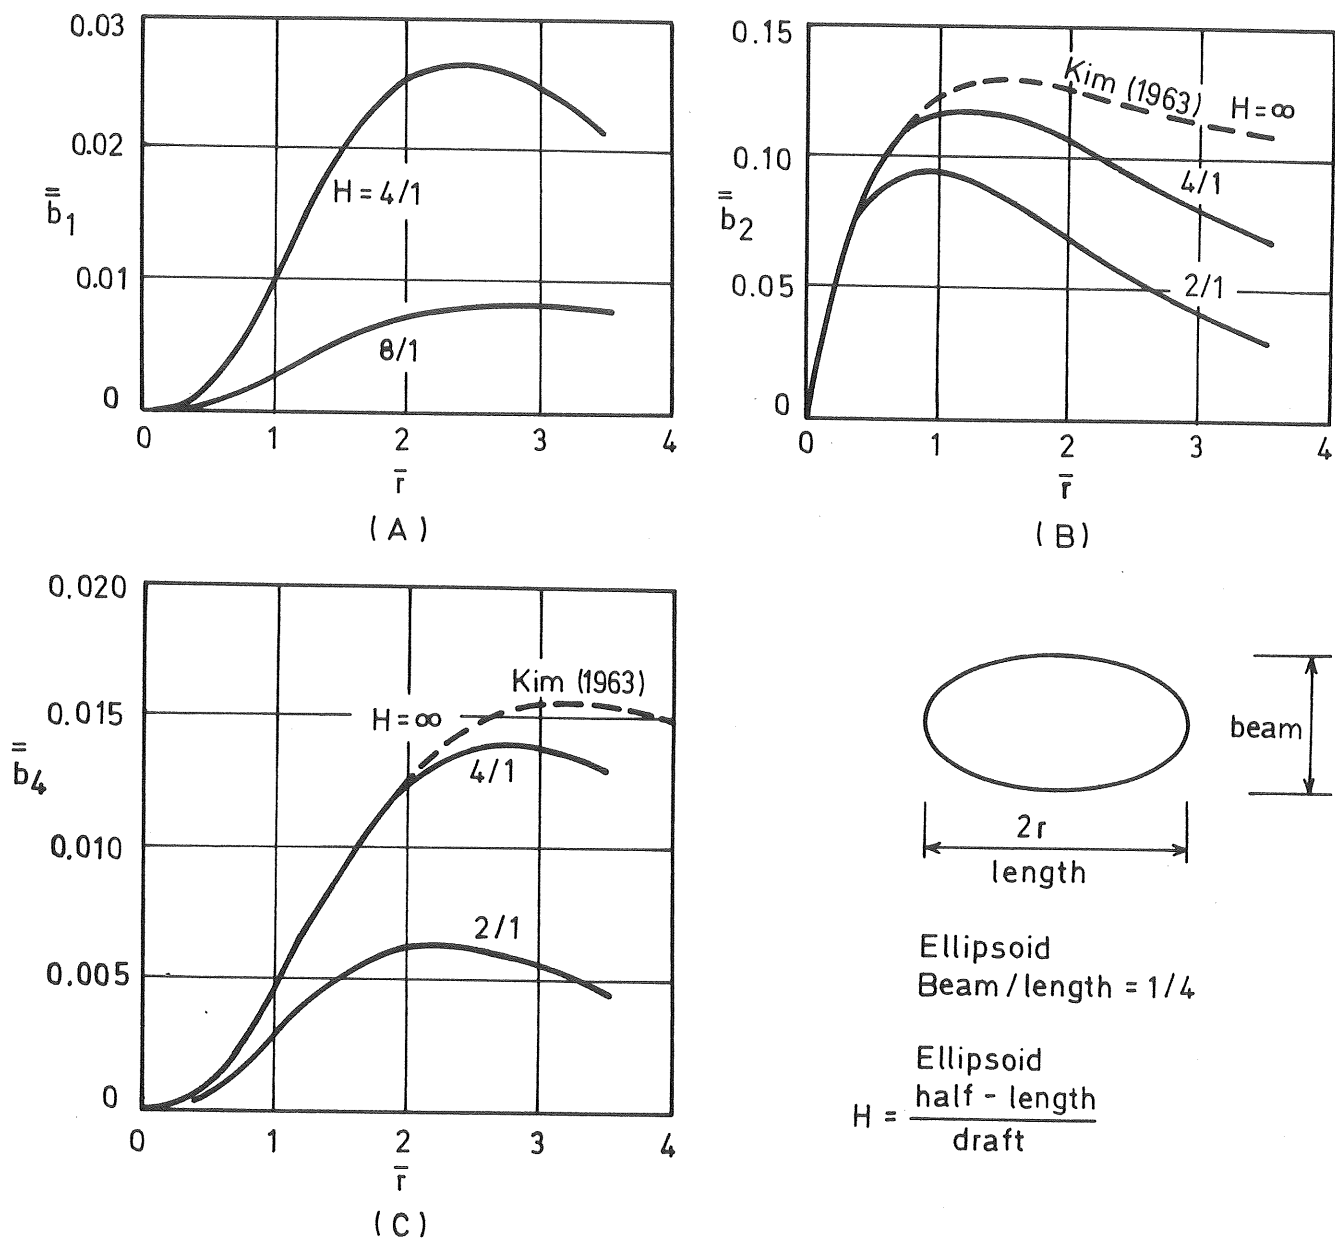 0.03
0.02
0.01
0
b̿1
H = 4/1
8/1
0 1 2 3 4
r̄
(A)
0.15
0.10
0.05
0
b̿2
Kim (1963) H = ∞
4/1
2/1
0 1 2 3 4
r̄
(B)
0.020
0.015
0.010
0.005
0
b̿4
Kim (1963)
H = ∞
4/1
2/1
0 1 2 3 4
r̄
(C)
beam
2r
length
Ellipsoid
Beam/length = 1/4
Ellipsoid
half - length
H =
draft